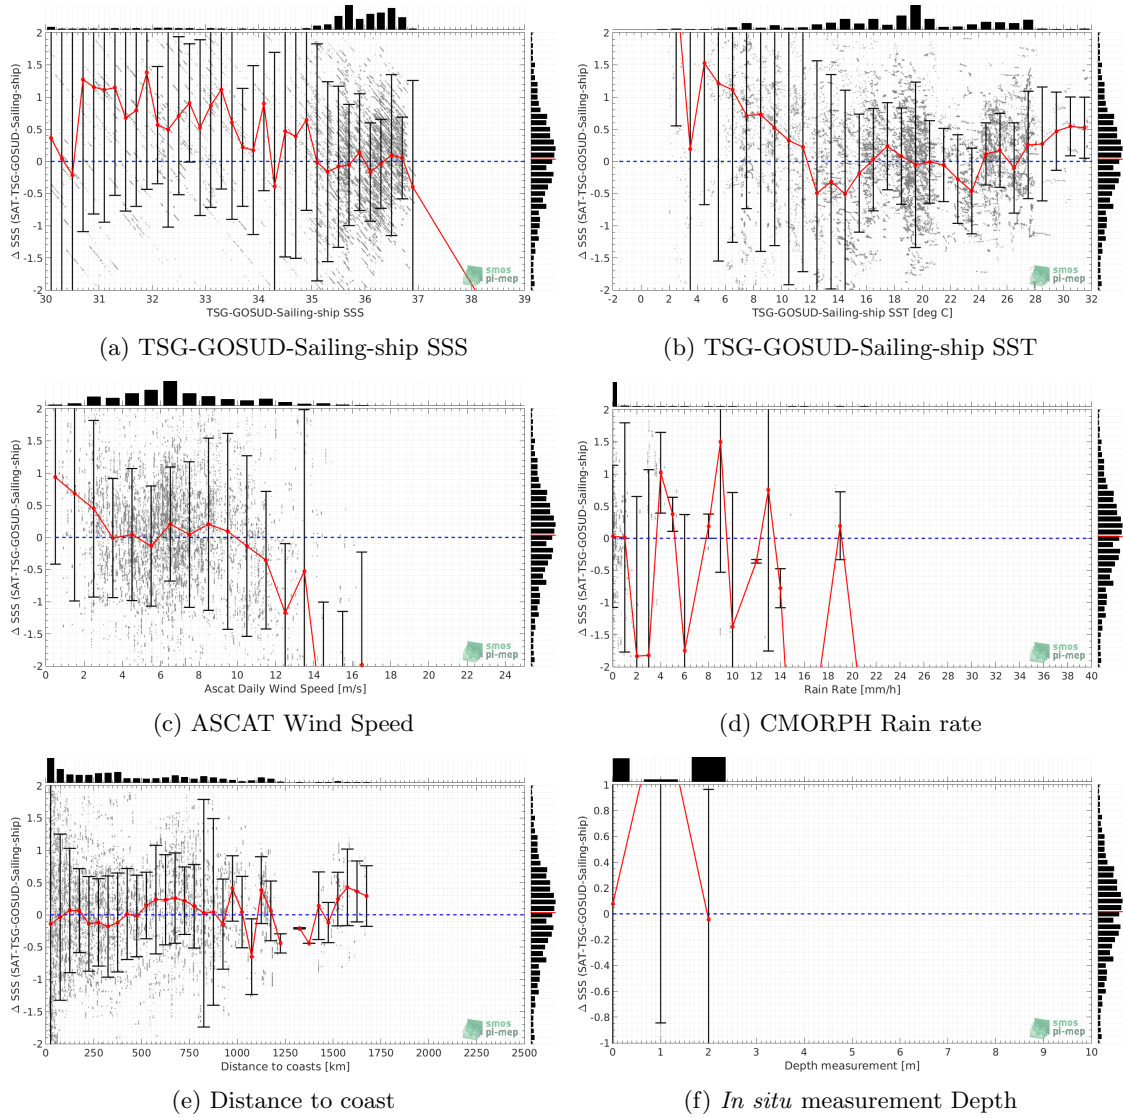 2
1.5
1
0.5
0
-0.5
-1
-1.5
-2
Δ SSS (SAT-TSG-GOSUD-Sailing-ship)
30 31 32 33 34 35 36 37 38 39
TSG-GOSUD-Sailing-ship SSS
smos
pi-mep
(a) TSG-GOSUD-Sailing-ship SSS
2
1.5
1
0.5
0
-0.5
-1
-1.5
-2
Δ SSS (SAT-TSG-GOSUD-Sailing-ship)
-2 0 2 4 6 8 10 12 14 16 18 20 22 24 26 28 30 32
TSG-GOSUD-Sailing-ship SST [deg C]
smos
pi-mep
(b) TSG-GOSUD-Sailing-ship SST
2
1.5
1
0.5
0
-0.5
-1
-1.5
-2
Δ SSS (SAT-TSG-GOSUD-Sailing-ship)
0 2 4 6 8 10 12 14 16 18 20 22 24
Ascat Daily Wind Speed [m/s]
smos
pi-mep
(c) ASCAT Wind Speed
2
1.5
1
0.5
0
-0.5
-1
-1.5
-2
Δ SSS (SAT-TSG-GOSUD-Sailing-ship)
0 2 4 6 8 10 12 14 16 18 20 22 24 26 28 30 32 34 36 38 40
Rain Rate [mm/h]
smos
pi-mep
(d) CMORPH Rain rate
2
1.5
1
0.5
0
-0.5
-1
-1.5
-2
Δ SSS (SAT-TSG-GOSUD-Sailing-ship)
0 250 500 750 1000 1250 1500 1750 2000 2250 2500
Distance to coasts [km]
smos
pi-mep
(e) Distance to coast
1
0.8
0.6
0.4
0.2
0
-0.2
-0.4
-0.6
-0.8
-1
Δ SSS (SAT-TSG-GOSUD-Sailing-ship)
0 1 2 3 4 5 6 7 8 9 10
Depth measurement [m]
smos
pi-mep
(f) In situ measurement Depth